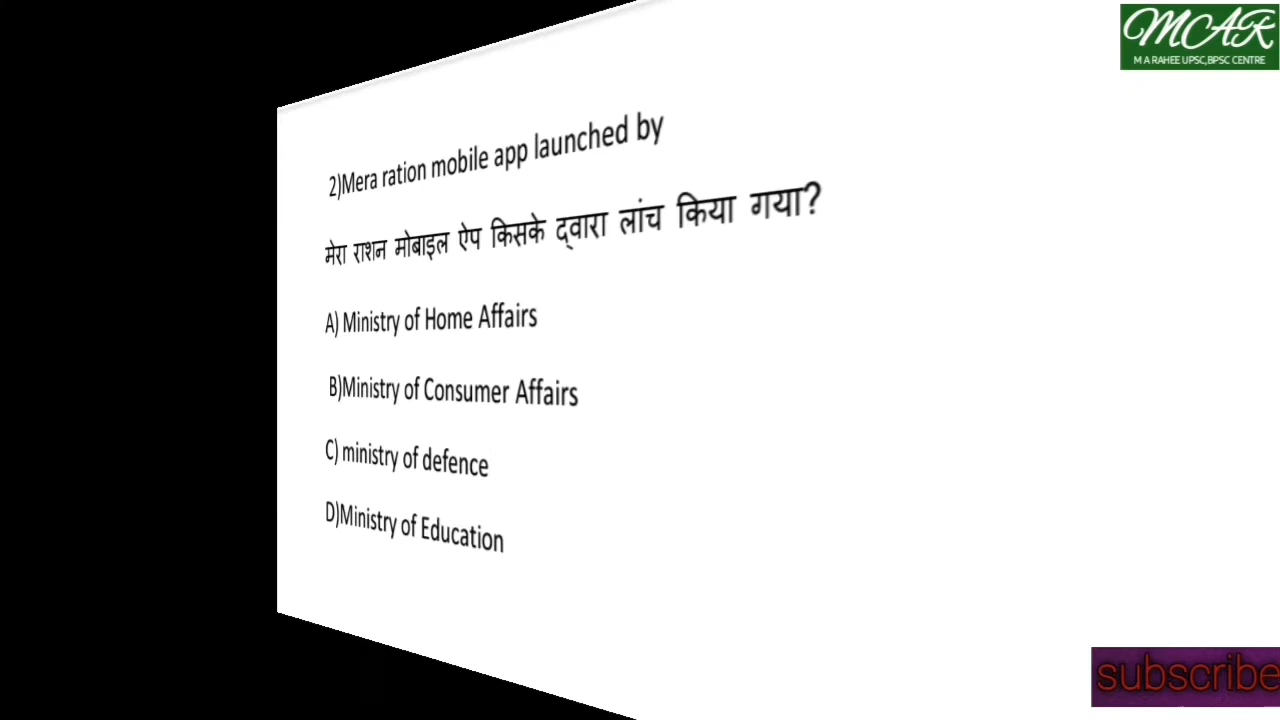 MCAR
M A RAHEE UPSC,BPSC CENTRE
2)Mera ration mobile app launched by
मेरा राशन मोबाइल ऐप किसके द्वारा लांच किया गया?
A) Ministry of Home Affairs
B)Ministry of Consumer Affairs
C) ministry of defence
D)Ministry of Education
subscribe